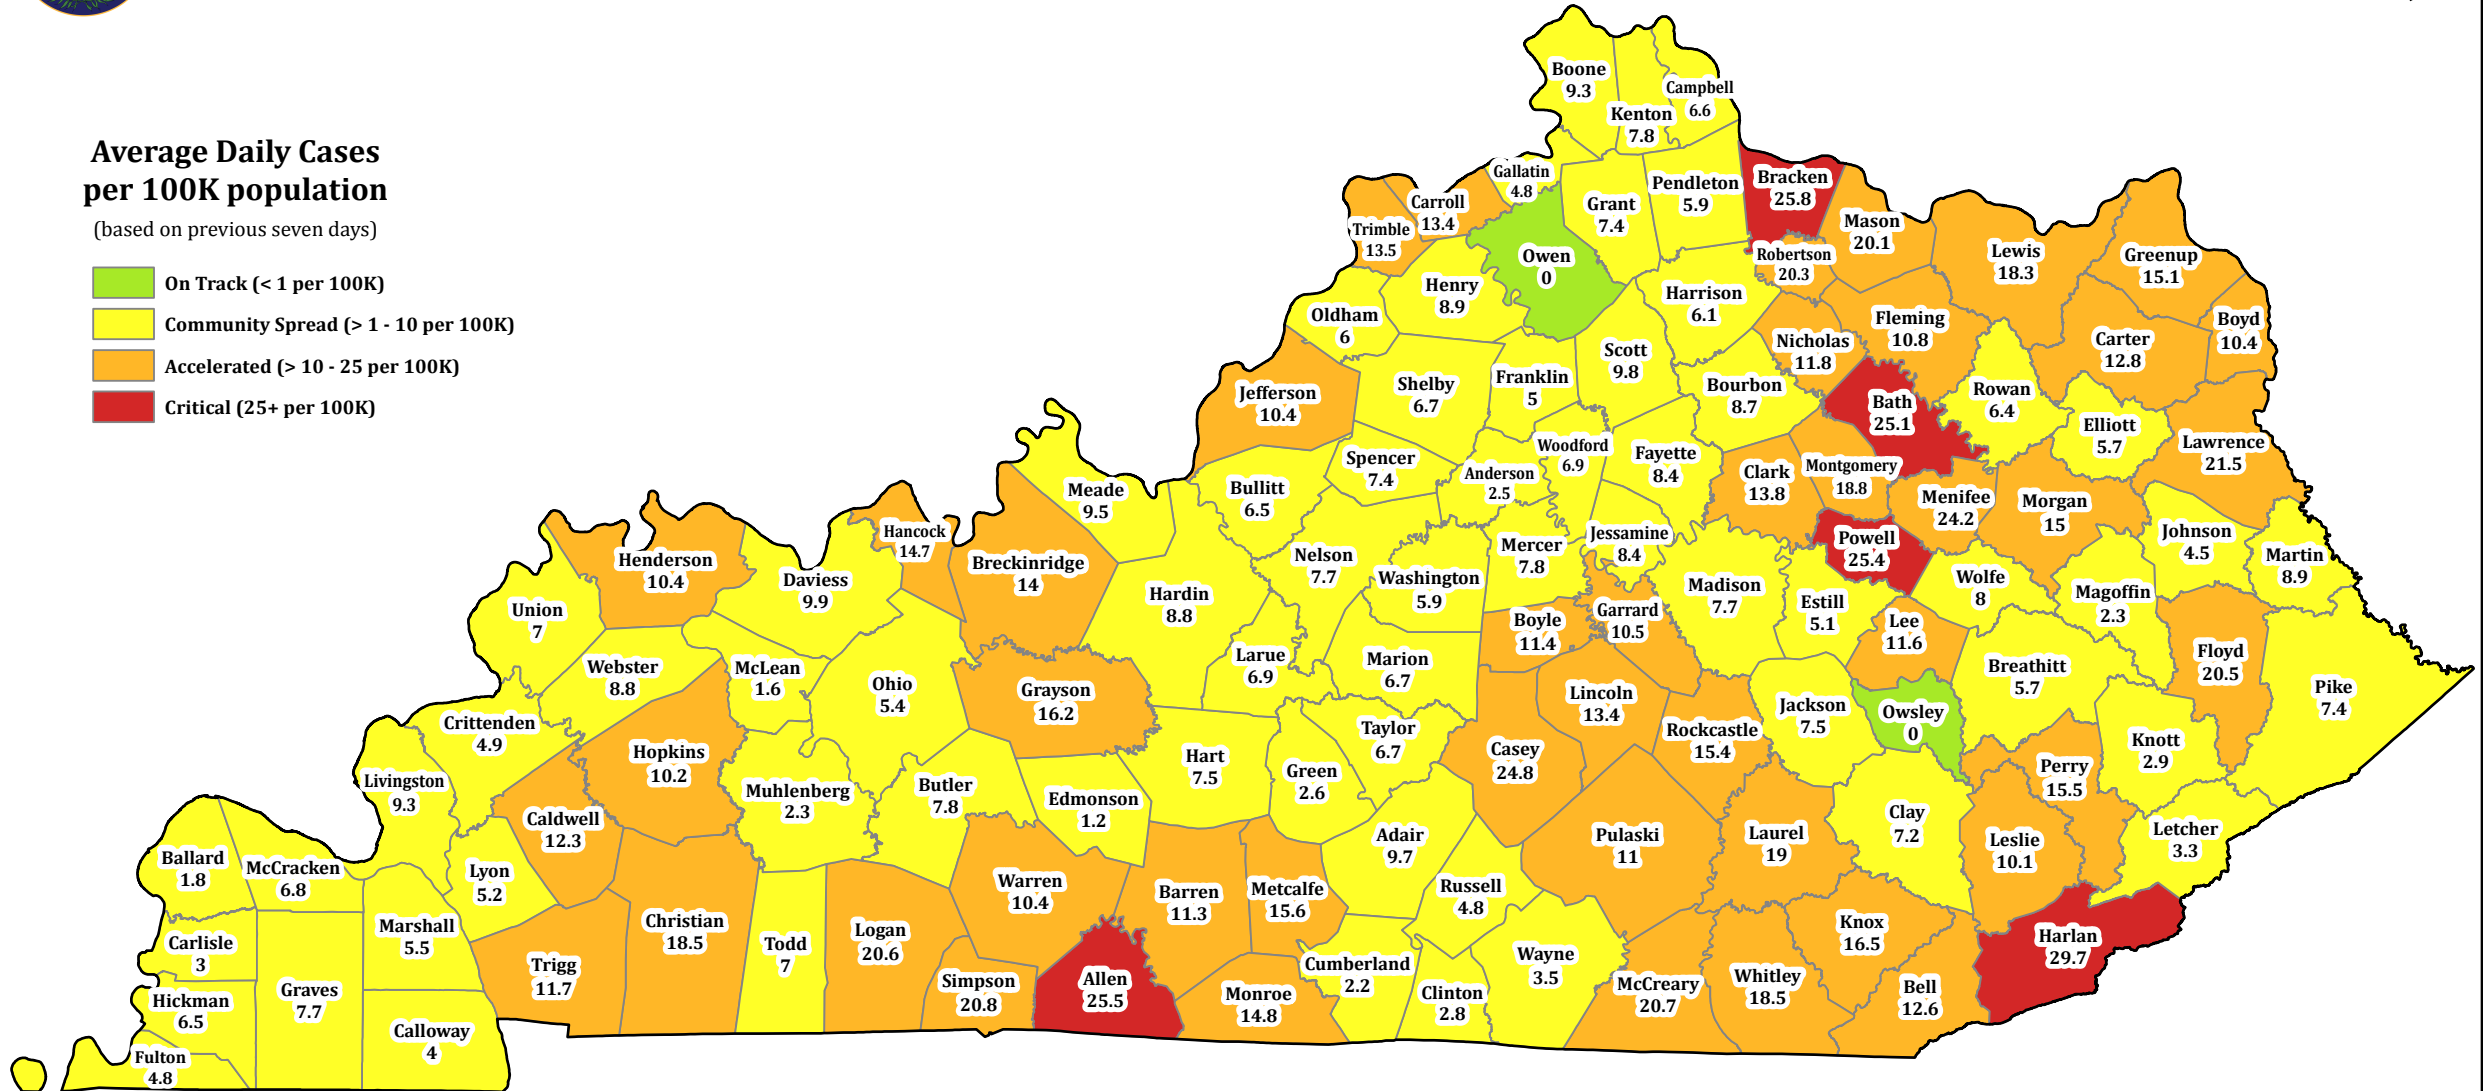 Average Daily Cases
per 100K population
(based on previous seven days)
On Track (< 1 per 100K)
Community Spread (> 1 - 10 per 100K)
Accelerated (> 10 - 25 per 100K)
Critical (25+ per 100K)
Boone
9.3
Kenton
7.8
Campbell
6.6
Gallatin
4.8
Carroll
13.4
Trimble
13.5
Owen
0
Grant
7.4
Pendleton
5.9
Bracken
25.8
Mason
20.1
Robertson
20.3
Lewis
18.3
Greenup
15.1
Boyd
10.4
Carter
12.8
Fleming
10.8
Nicholas
11.8
Harrison
6.1
Henry
8.9
Oldham
6
Jefferson
10.4
Shelby
6.7
Franklin
5
Scott
9.8
Bourbon
8.7
Bath
25.1
Rowan
6.4
Elliott
5.7
Lawrence
21.5
Meade
9.5
Bullitt
6.5
Spencer
7.4
Anderson
2.5
Woodford
6.9
Fayette
8.4
Clark
13.8
Montgomery
18.8
Menifee
24.2
Morgan
15
Johnson
4.5
Martin
8.9
Henderson
10.4
Daviess
9.9
Hancock
14.7
Breckinridge
14
Hardin
8.8
Nelson
7.7
Washington
5.9
Mercer
7.8
Jessamine
8.4
Madison
7.7
Powell
25.4
Estill
5.1
Wolfe
8
Magoffin
2.3
Floyd
20.5
Pike
7.4
Union
7
Webster
8.8
McLean
1.6
Ohio
5.4
Grayson
16.2
Larue
6.9
Marion
6.7
Boyle
11.4
Garrard
10.5
Lincoln
13.4
Lee
11.6
Breathitt
5.7
Owsley
0
Jackson
7.5
Rockcastle
15.4
Knott
2.9
Perry
15.5
Crittenden
4.9
Livingston
9.3
Hopkins
10.2
Caldwell
12.3
Muhlenberg
2.3
Butler
7.8
Edmonson
1.2
Hart
7.5
Green
2.6
Taylor
6.7
Casey
24.8
Adair
9.7
Pulaski
11
Laurel
19
Clay
7.2
Leslie
10.1
Letcher
3.3
Harlan
29.7
Ballard
1.8
McCracken
6.8
Lyon
5.2
Marshall
5.5
Carlisle
3
Hickman
6.5
Graves
7.7
Calloway
4
Fulton
4.8
Trigg
11.7
Christian
18.5
Todd
7
Logan
20.6
Simpson
20.8
Warren
10.4
Allen
25.5
Barren
11.3
Metcalfe
15.6
Monroe
14.8
Cumberland
2.2
Russell
4.8
Clinton
2.8
Wayne
3.5
McCreary
20.7
Whitley
18.5
Knox
16.5
Bell
12.6